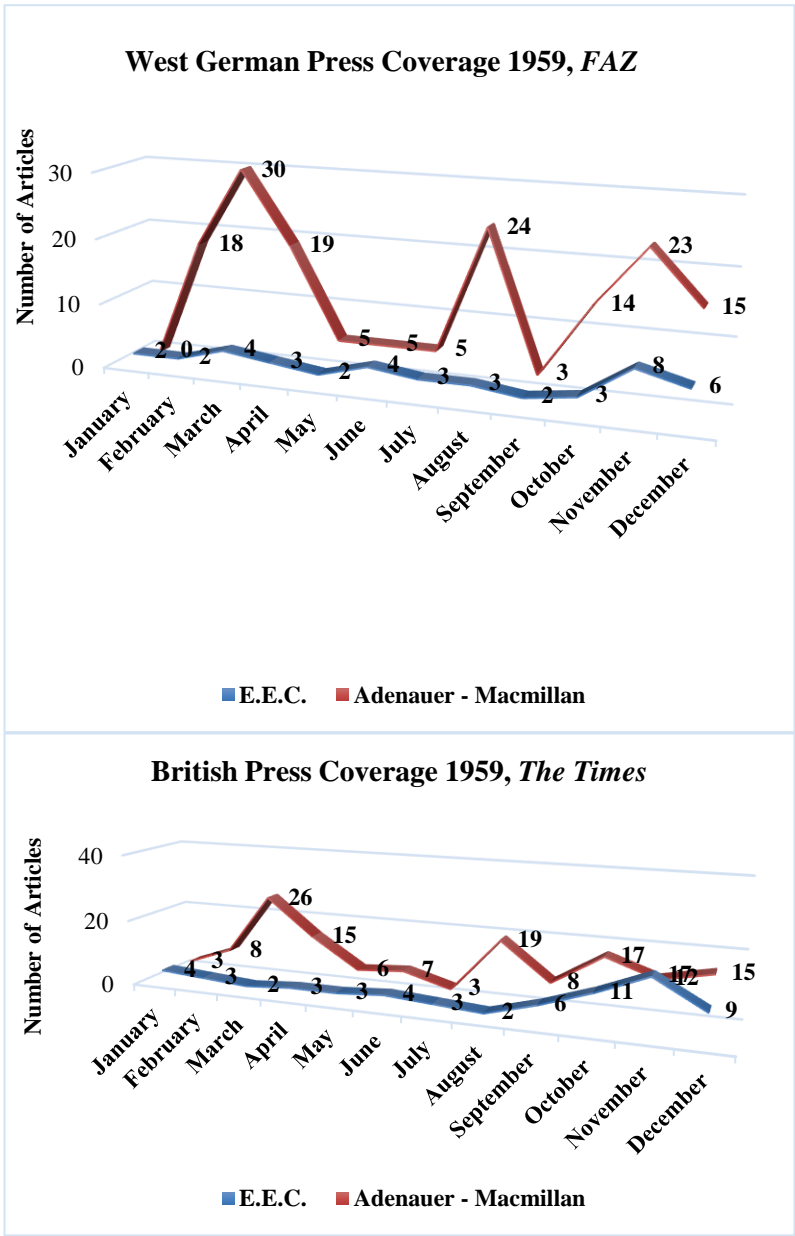 West German Press Coverage 1959, FAZ
Number of Articles
30
20
10
0
0
18
30
19
5
5
5
24
3
14
23
15
2
2
4
3
2
4
3
3
2
3
8
6
January
February
March
April
May
June
July
August
September
October
November
December
E.E.C. Adenauer - Macmillan
British Press Coverage 1959, The Times
Number of Articles
40
20
0
3
8
26
15
6
7
3
19
8
17
12
15
4
3
2
3
3
4
3
2
6
11
17
9
January
February
March
April
May
June
July
August
September
October
November
December
E.E.C. Adenauer - Macmillan